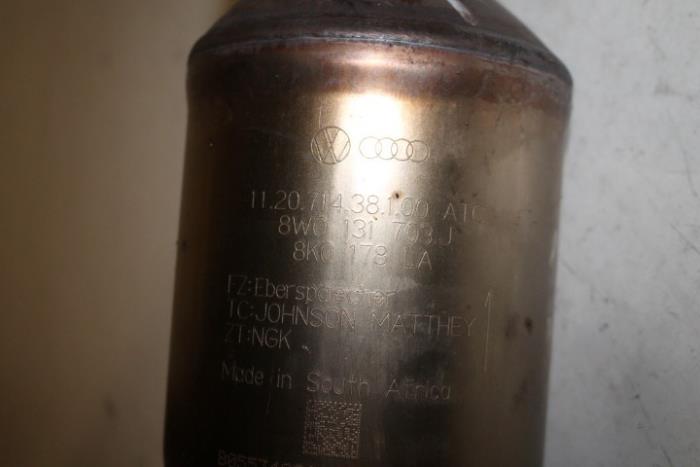 11.20.714.38.1.00
8W0 131 703.J
8K0 178 LA
FZ:Eberspaecher
TC:JOHNSON MATTHEY
ZT:NGK
Made in South Africa